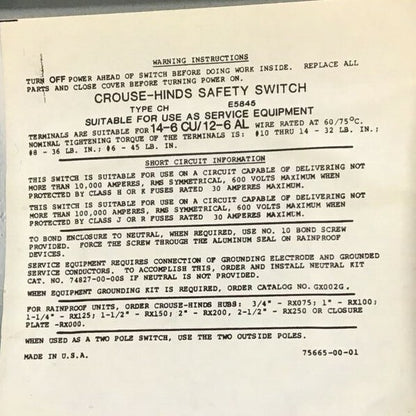 WARNING INSTRUCTIONS
TURN OFF POWER AHEAD OF SWITCH BEFORE DOING WORK INSIDE. REPLACE ALL
PARTS AND CLOSE COVER BEFORE TURNING POWER ON.
CROUSE-HINDS SAFETY SWITCH
TYPE CH E5845
SUITABLE FOR USE AS SERVICE EQUIPMENT
TERMINALS ARE SUITABLE FOR 14-6 CU/12-6 AL WIRE RATED AT 60/75°C.
NOMINAL TIGHTENING TORQUE OF THE TERMINALS IS: #10 THRU 14 - 32 LB. IN.;
#8 - 36 LB. IN.; #6 - 45 LB. IN.
SHORT CIRCUIT INFORMATION
THIS SWITCH IS SUITABLE FOR USE ON A CIRCUIT CAPABLE OF DELIVERING NOT
MORE THAN 10,000 AMPERES, RMS SYMMETRICAL, 600 VOLTS MAXIMUM WHEN
PROTECTED BY CLASS H OR K FUSES RATED 30 AMPERES MAXIMUM.
THIS SWITCH IS SUITABLE FOR USE ON A CIRCUIT CAPABLE OF DELIVERING NOT
MORE THAN 100,000 AMPERES, RMS SYMMETRICAL, 600 VOLTS MAXIMUM WHEN
PROTECTED BY CLASS J OR R FUSES RATED 30 AMPERES MAXIMUM.
TO BOND ENCLOSURE TO NEUTRAL, WHEN REQUIRED, USE NO. 10 BOND SCREW
PROVIDED. FORCE THE SCREW THROUGH THE ALUMINUM SEAL ON RAINPROOF
DEVICES.
SERVICE EQUIPMENT REQUIRES CONNECTION OF GROUNDING ELECTRODE AND GROUNDED
SERVICE CONDUCTORS. TO ACCOMPLISH THIS, ORDER AND INSTALL NEUTRAL KIT
CAT. NO. 74827-00-00S IF NEUTRAL IS NOT PROVIDED.
WHEN EQUIPMENT GROUNDING KIT IS REQUIRED, ORDER CATALOG NO. GX002G.
FOR RAINPROOF UNITS, ORDER CROUSE-HINDS HUBS: 3/4" - RX075; 1" - RX100;
1-1/4" - RX125; 1-1/2" - RX150; 2" - RX200, 2-1/2" - RX250 OR CLOSURE
PLATE -RX000.
WHEN USED AS A TWO POLE SWITCH, USE THE TWO OUTSIDE POLES.
MADE IN U.S.A. 75665-00-01